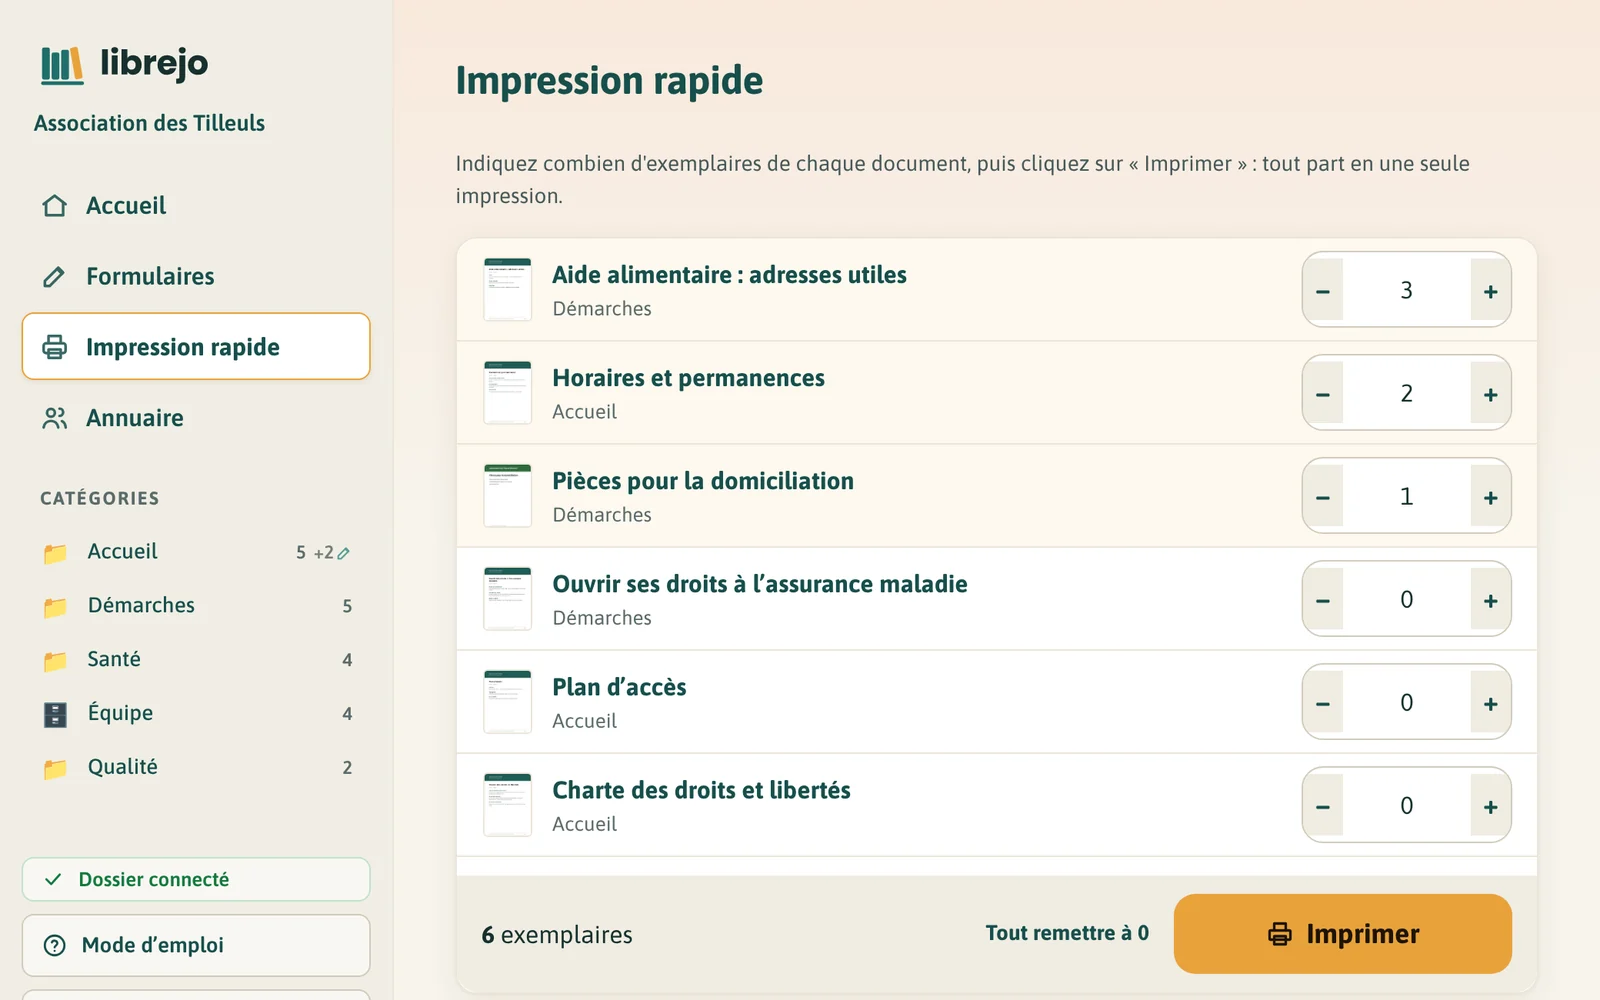 librejo
Association des Tilleuls
Accueil
Formulaires
Impression rapide
Annuaire
CATÉGORIES
Accueil 5 +2
Démarches 5
Santé 4
Équipe 4
Qualité 2
Dossier connecté
Mode d’emploi
Impression rapide
Indiquez combien d'exemplaires de chaque document, puis cliquez sur « Imprimer » : tout part en une seule
impression.
Aide alimentaire : adresses utiles
Démarches
− 3 +
Horaires et permanences
Accueil
− 2 +
Pièces pour la domiciliation
Démarches
− 1 +
Ouvrir ses droits à l’assurance maladie
Démarches
− 0 +
Plan d’accès
Accueil
− 0 +
Charte des droits et libertés
Accueil
− 0 +
6 exemplaires
Tout remettre à 0
Imprimer